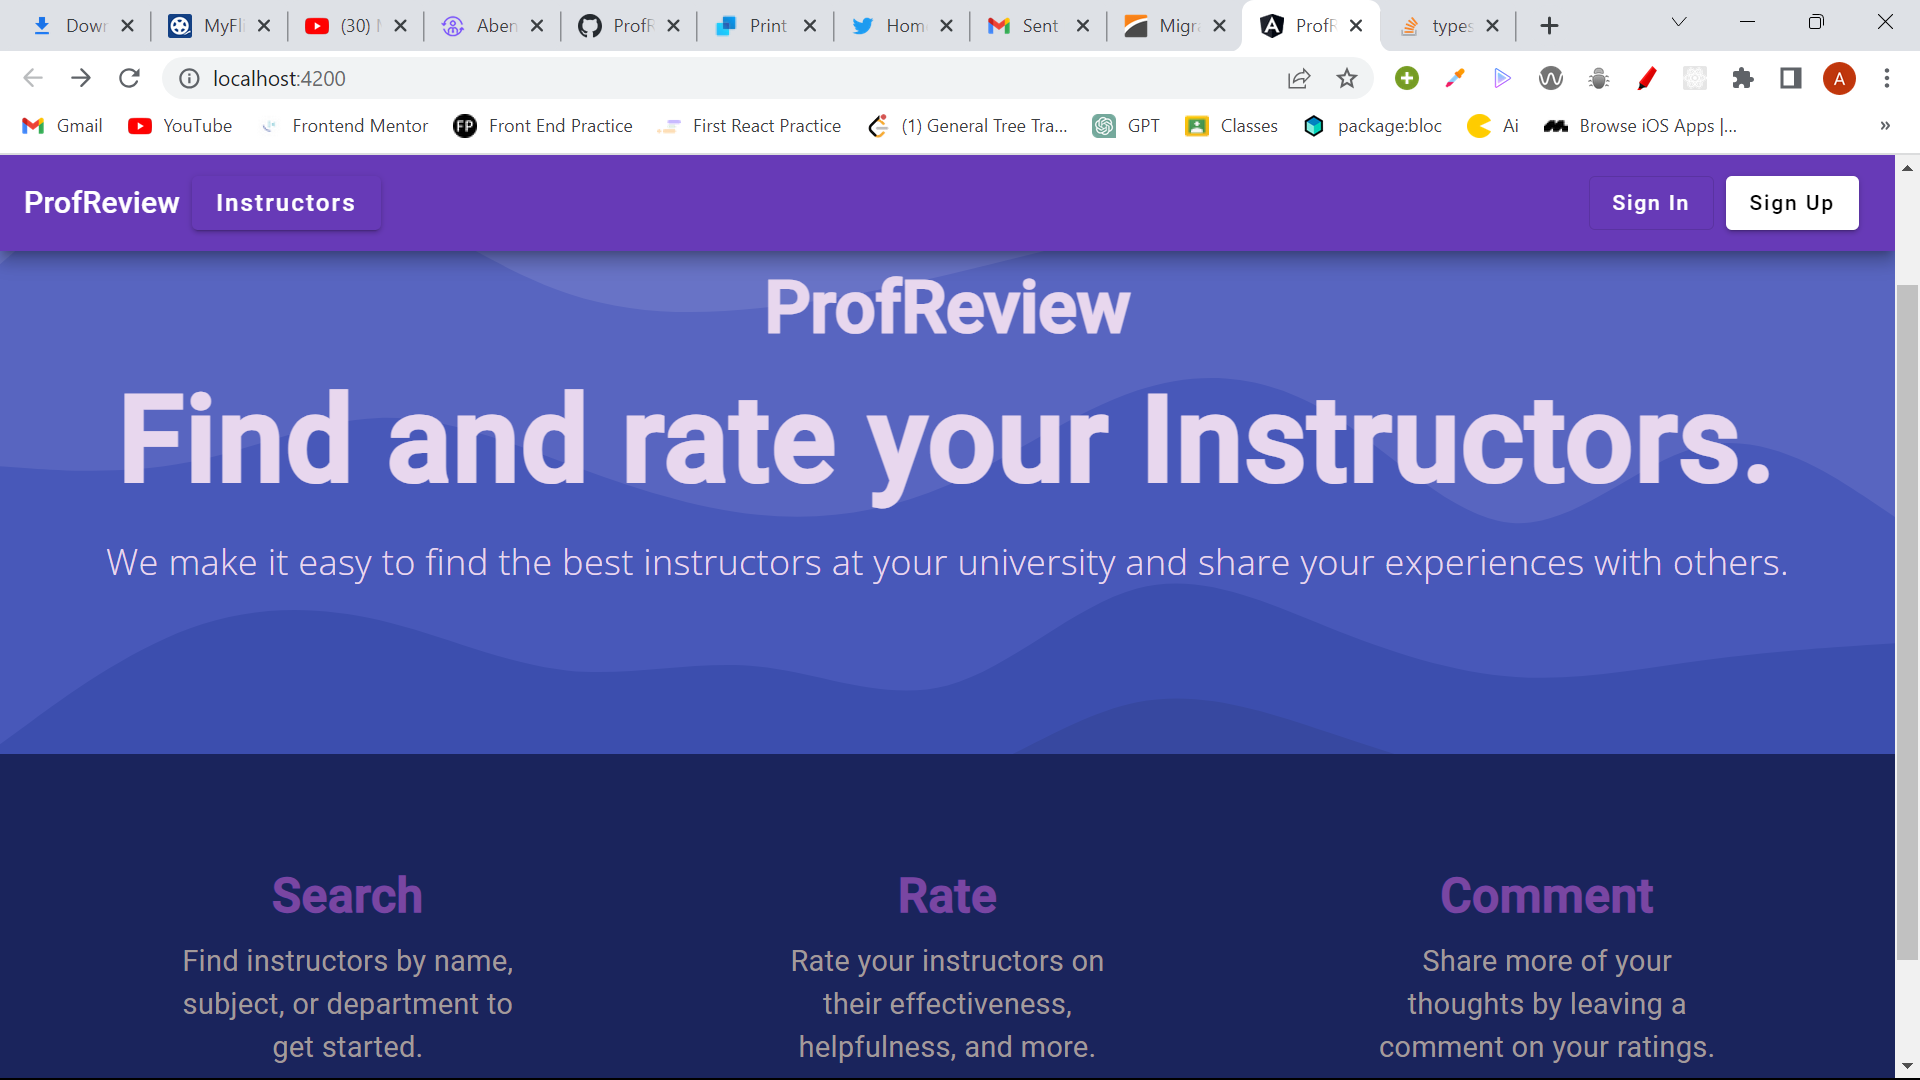 Dow
MyFli
(30)
Aben
ProfR
Print
Hom
Sent
Migra
ProfR
types
localhost:4200
A
Gmail
YouTube
Frontend Mentor
FP
Front End Practice
First React Practice
(1) General Tree Tra...
GPT
Classes
package:bloc
Ai
Browse iOS Apps |...
»
ProfReview
Instructors
Sign In
Sign Up
ProfReview
Find and rate your Instructors.
We make it easy to find the best instructors at your university and share your experiences with others.
Search
Rate
Comment
Find instructors by name,
subject, or department to
get started.
Rate your instructors on
their effectiveness,
helpfulness, and more.
Share more of your
thoughts by leaving a
comment on your ratings.